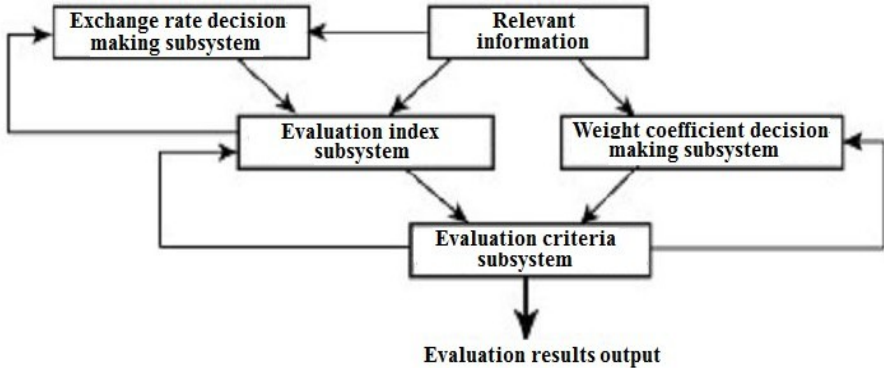 Exchange rate decision
making subsystem
Relevant
information
Evaluation index
subsystem
Weight coefficient decision
making subsystem
Evaluation criteria
subsystem
Evaluation results output